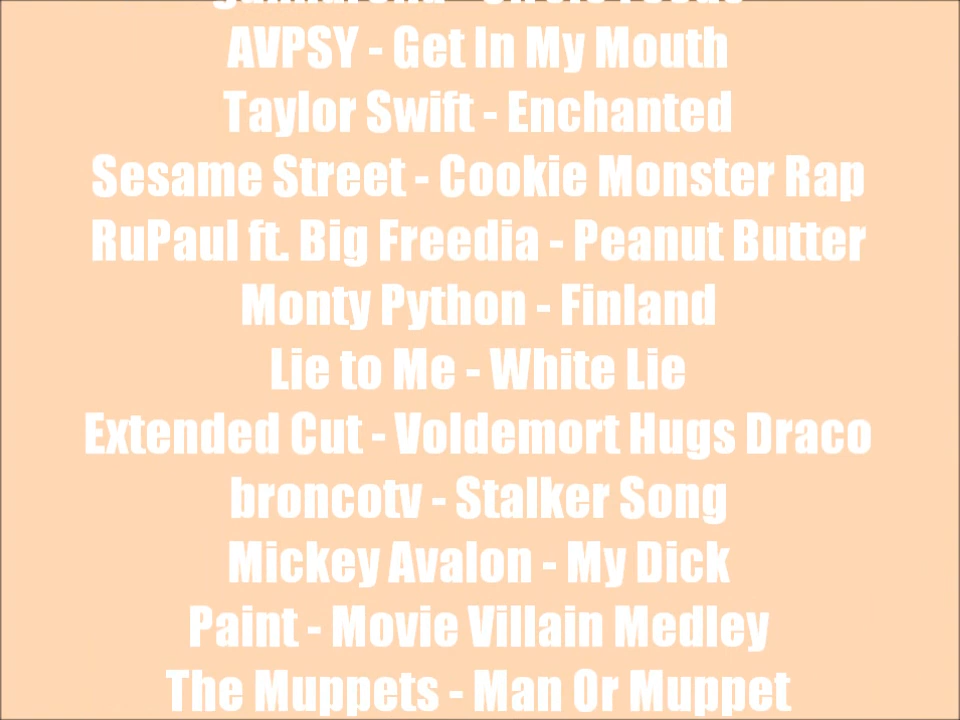 AVPSY - Get In My Mouth
Taylor Swift - Enchanted
Sesame Street - Cookie Monster Rap
RuPaul ft. Big Freedia - Peanut Butter
Monty Python - Finland
Lie to Me - White Lie
Extended Cut - Voldemort Hugs Draco
broncotv - Stalker Song
Mickey Avalon - My Dick
Paint - Movie Villain Medley
The Muppets - Man Or Muppet